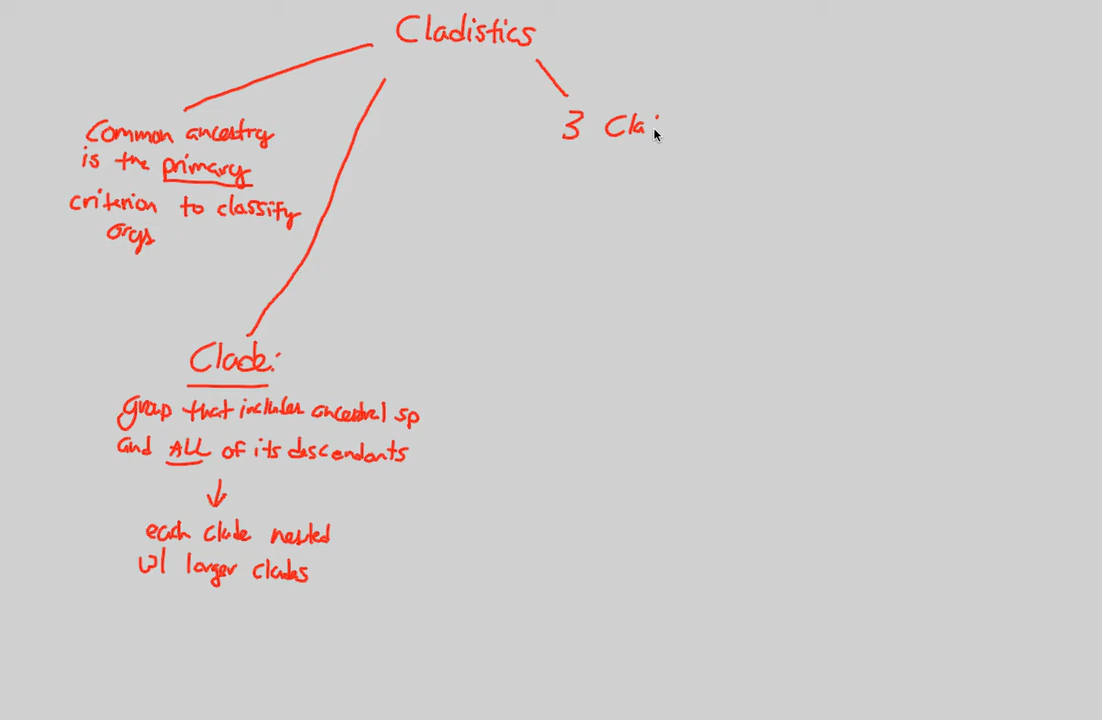 Cladistics
Common ancestry
is the primary
criterion to classify
orgs
3 Cla
Clade:
group that includes ancestral sp
and ALL of its descendants
each clade nested
w/ larger clades